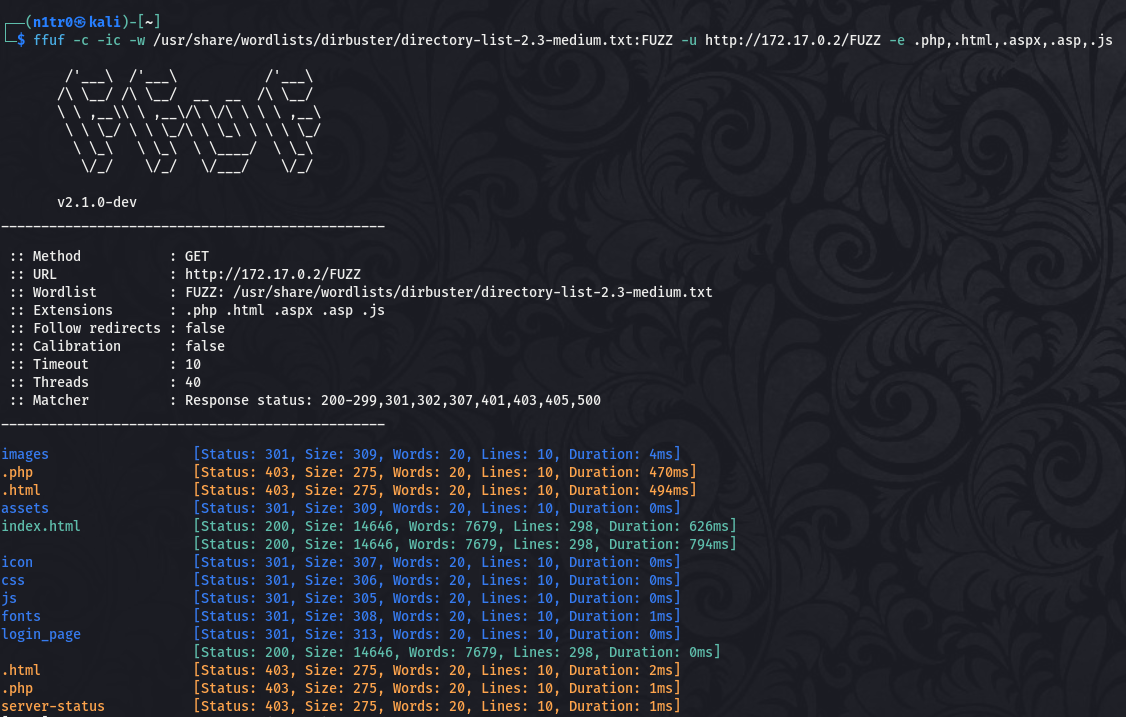 ┌──(n1tr0㉿kali)-[~]
└─$ ffuf -c -ic -w /usr/share/wordlists/dirbuster/directory-list-2.3-medium.txt:FUZZ -u http://172.17.0.2/FUZZ -e .php,.html,.aspx,.asp,.js
        /'___\  /'___\           /'___\
       /\ \__/ /\ \__/  __  __  /\ \__/
       \ \ ,__\\ \ ,__\/\ \/\ \ \ \ ,__\
        \ \ \_/ \ \ \_/\ \ \_\ \ \ \ \_/
         \ \_\   \ \_\  \ \____/  \ \_\
          \/_/    \/_/   \/___/    \/_/
       v2.1.0-dev
________________________________________________
 :: Method           : GET
 :: URL              : http://172.17.0.2/FUZZ
 :: Wordlist         : FUZZ: /usr/share/wordlists/dirbuster/directory-list-2.3-medium.txt
 :: Extensions       : .php .html .aspx .asp .js
 :: Follow redirects : false
 :: Calibration      : false
 :: Timeout          : 10
 :: Threads          : 40
 :: Matcher          : Response status: 200-299,301,302,307,401,403,405,500
________________________________________________
images                  [Status: 301, Size: 309, Words: 20, Lines: 10, Duration: 4ms]
.php                    [Status: 403, Size: 275, Words: 20, Lines: 10, Duration: 470ms]
.html                   [Status: 403, Size: 275, Words: 20, Lines: 10, Duration: 494ms]
assets                  [Status: 301, Size: 309, Words: 20, Lines: 10, Duration: 0ms]
index.html              [Status: 200, Size: 14646, Words: 7679, Lines: 298, Duration: 626ms]
                        [Status: 200, Size: 14646, Words: 7679, Lines: 298, Duration: 794ms]
icon                    [Status: 301, Size: 307, Words: 20, Lines: 10, Duration: 0ms]
css                     [Status: 301, Size: 306, Words: 20, Lines: 10, Duration: 0ms]
js                      [Status: 301, Size: 305, Words: 20, Lines: 10, Duration: 0ms]
fonts                   [Status: 301, Size: 308, Words: 20, Lines: 10, Duration: 1ms]
login_page              [Status: 301, Size: 313, Words: 20, Lines: 10, Duration: 0ms]
                        [Status: 200, Size: 14646, Words: 7679, Lines: 298, Duration: 0ms]
.html                   [Status: 403, Size: 275, Words: 20, Lines: 10, Duration: 2ms]
.php                    [Status: 403, Size: 275, Words: 20, Lines: 10, Duration: 1ms]
server-status           [Status: 403, Size: 275, Words: 20, Lines: 10, Duration: 1ms]